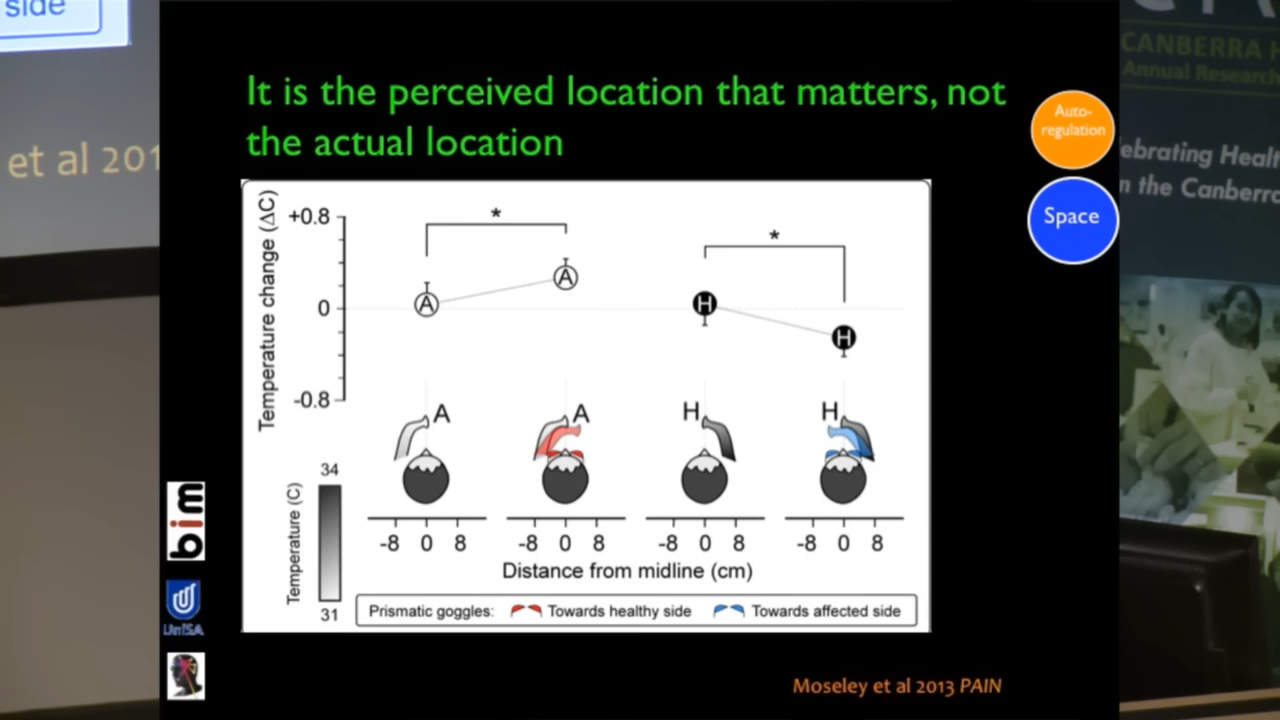 side
et al 201
It is the perceived location that matters, not
the actual location
Auto-
regulation
Space
CANBERRA
Annual Research
ebrating Healt
n the Canberra
Temperature change (ΔC)
+0.8
0
-0.8
*
*
A
A
H
H
A
A
H
H
Temperature (C)
34
31
-8 0 8
-8 0 8
-8 0 8
-8 0 8
Distance from midline (cm)
Prismatic goggles: Towards healthy side Towards affected side
bim
UniSA
Moseley et al 2013 PAIN